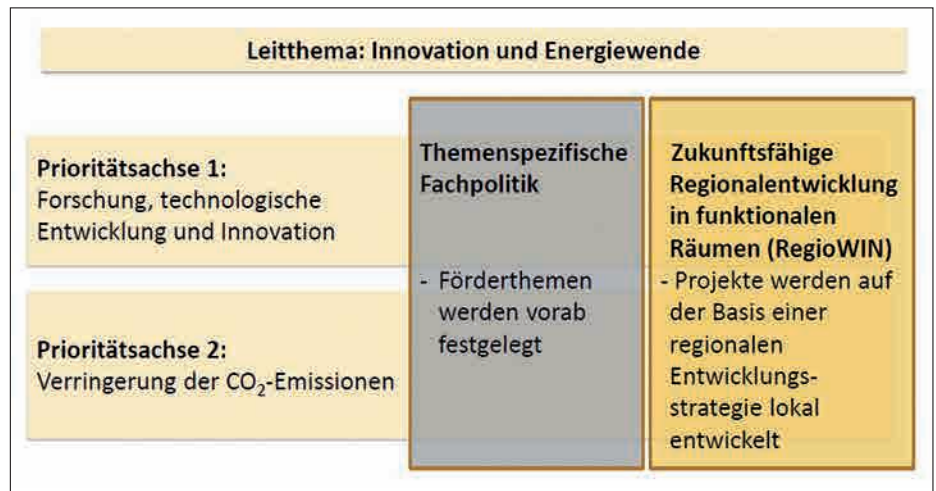 Leitthema: Innovation und Energiewende
Prioritätsachse 1:
Forschung, technologische
Entwicklung und Innovation
Prioritätsachse 2:
Verringerung der CO₂-Emissionen
Themenspezifische
Fachpolitik
- Förderthemen
werden vorab
festgelegt
Zukunftsfähige
Regionalentwicklung
in funktionalen
Räumen (RegioWIN)
- Projekte werden auf
der Basis einer
regionalen
Entwicklungs-
strategie lokal
entwickelt